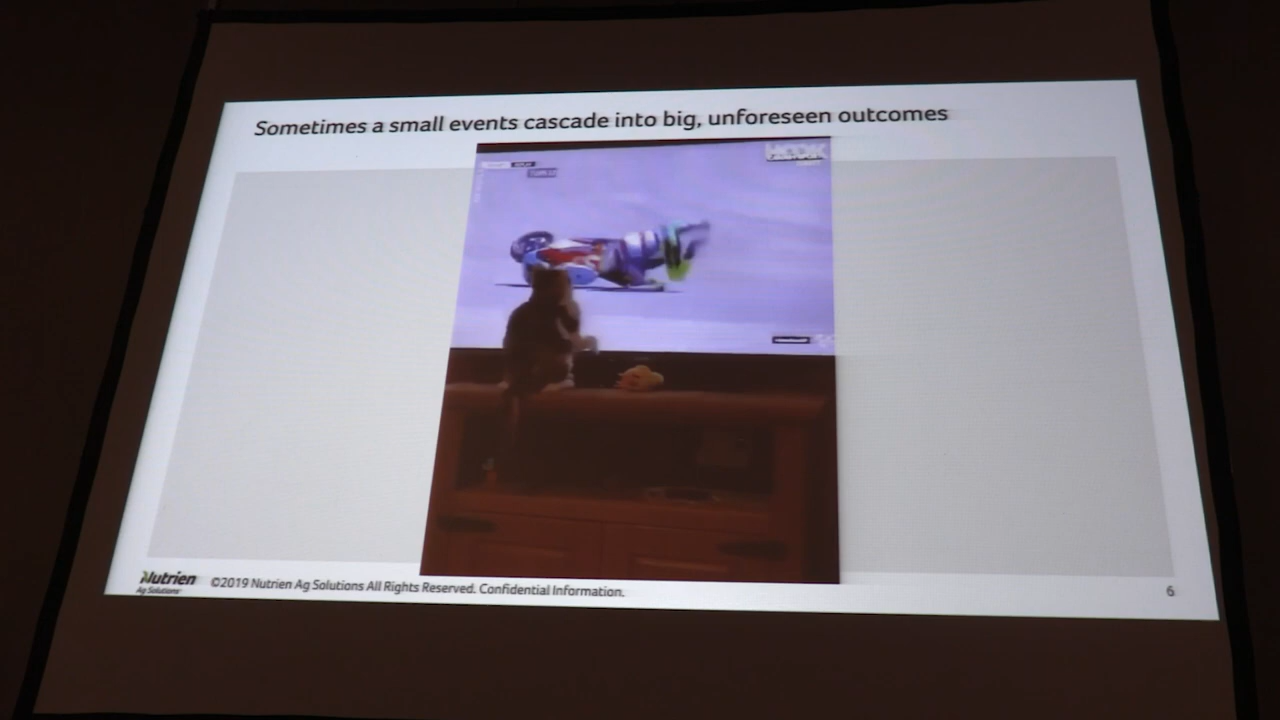 Sometimes a small events cascade into big, unforeseen outcomes
Nutrien
Ag Solutions
©2019 Nutrien Ag Solutions All Rights Reserved. Confidential Information.
6